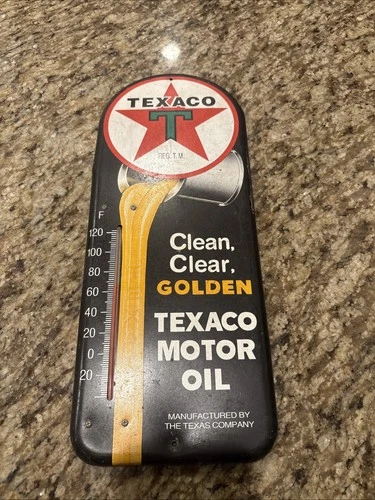 TEXACO
T
REG. T.M.
F
120
100
80
60
40
20
0
20
Clean,
Clear,
GOLDEN
TEXACO
MOTOR
OIL
MANUFACTURED BY
THE TEXAS COMPANY